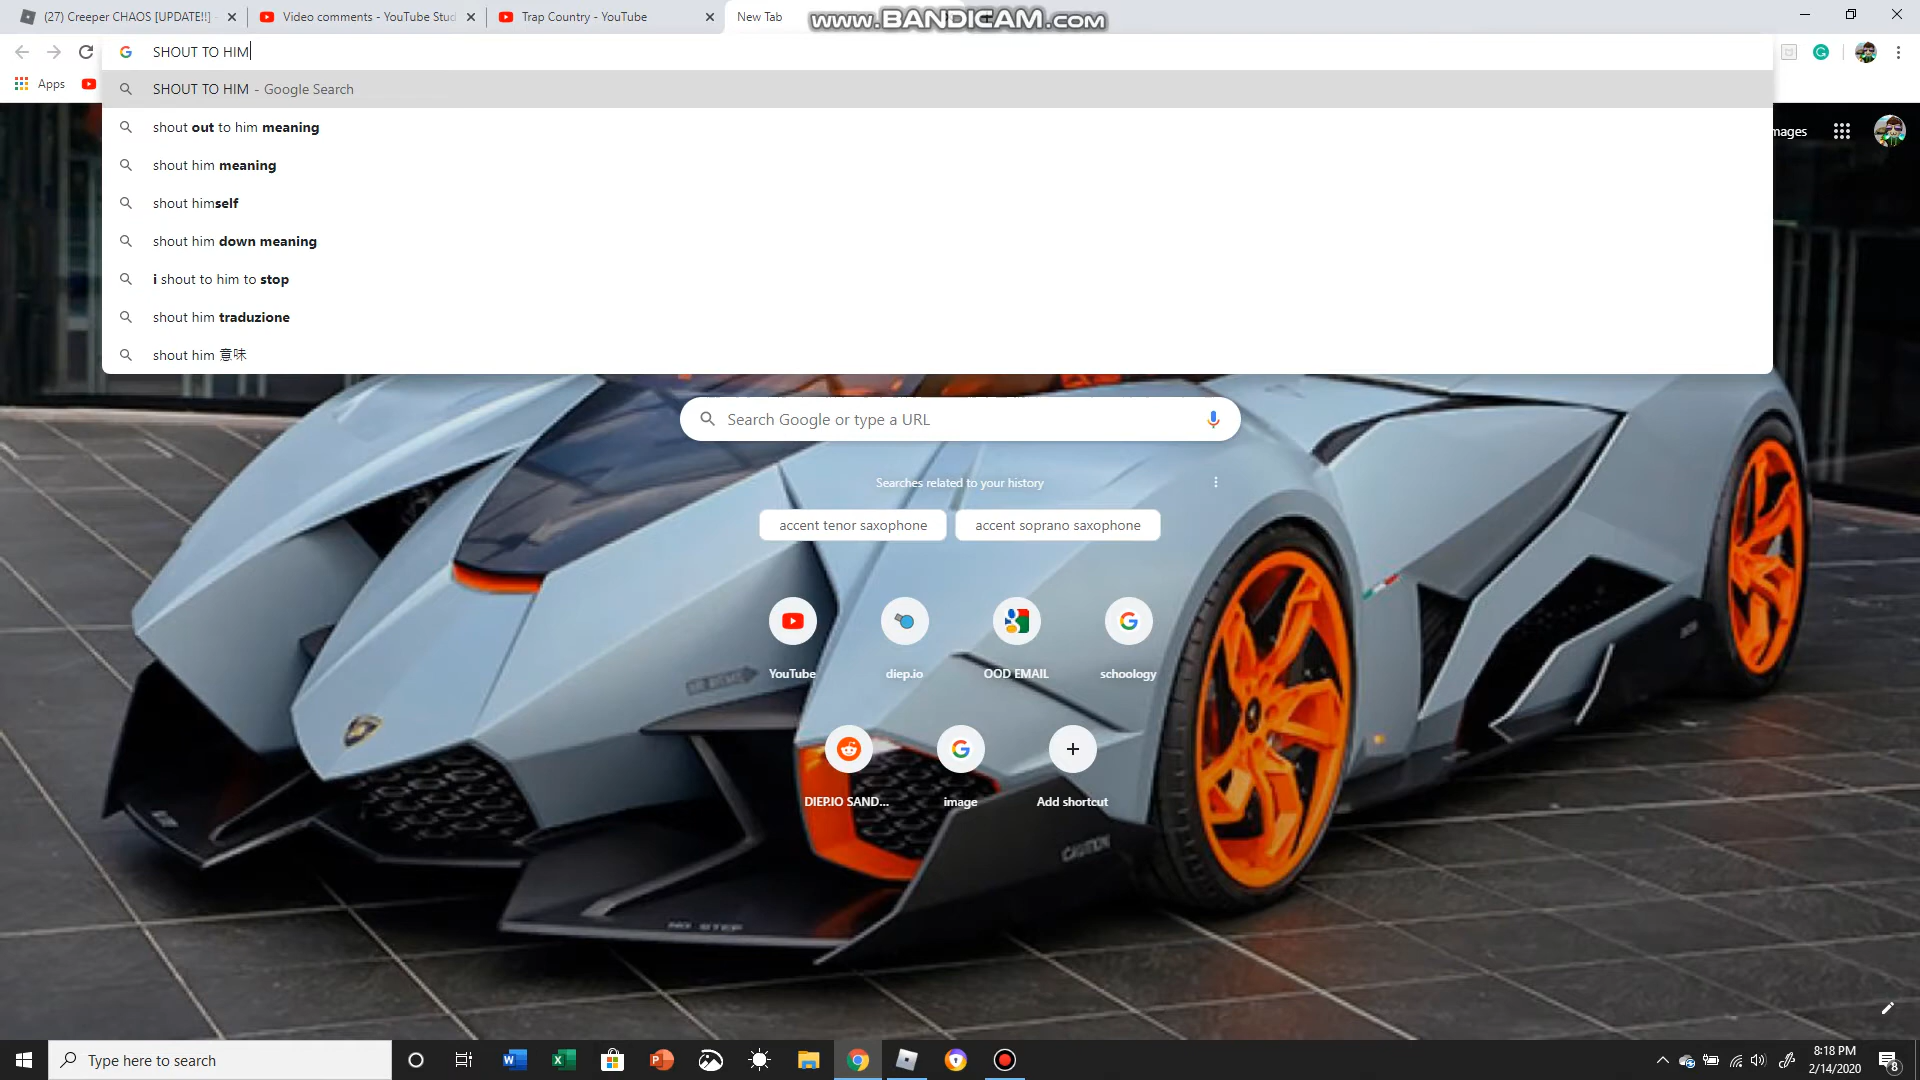 (27) Creeper CHAOS [UPDATE!!] -
Video comments - YouTube Stud
Trap Country - YouTube
New Tab
www.BANDICAM.com
SHOUT TO HIM
Apps
SHOUT TO HIM - Google Search
shout out to him meaning
shout him meaning
shout himself
shout him down meaning
i shout to him to stop
shout him traduzione
shout him 意味
mages
Search Google or type a URL
Searches related to your history
accent tenor saxophone
accent soprano saxophone
YouTube
diep.io
OOD EMAIL
schoology
DIEP.IO SAND...
image
Add shortcut
CAUTION
NO STEP
Type here to search
8:18 PM
2/14/2020
8